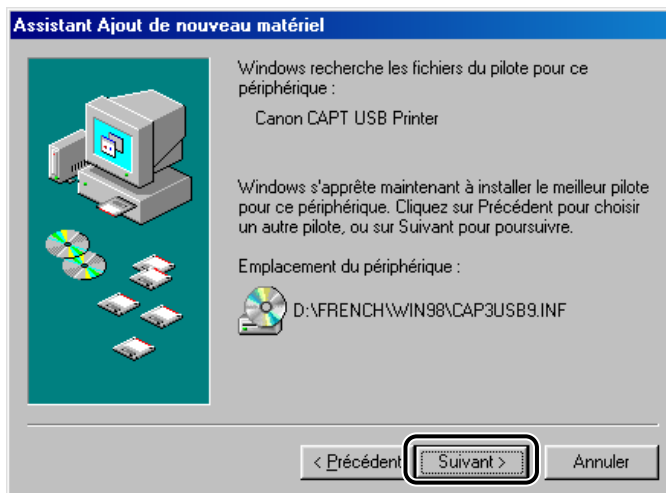 Assistant Ajout de nouveau matériel
Windows recherche les fichiers du pilote pour ce
périphérique :
Canon CAPT USB Printer
Windows s'apprête maintenant à installer le meilleur pilote
pour ce périphérique. Cliquez sur Précédent pour choisir
un autre pilote, ou sur Suivant pour poursuivre.
Emplacement du périphérique :
D:\FRENCH\WIN98\CAP3USB9.INF
< Précédent
Suivant >
Annuler